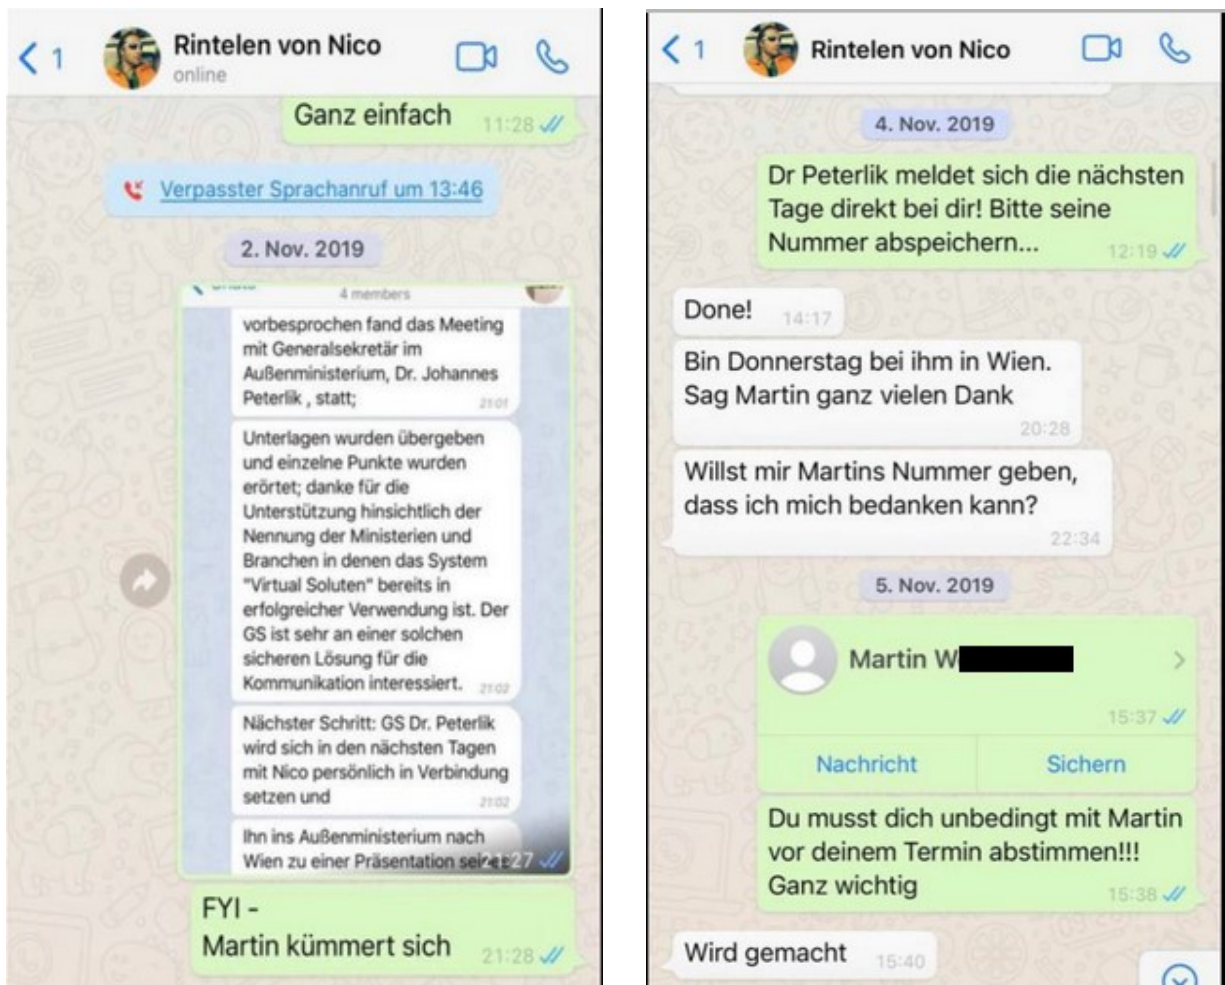 1
Rintelen von Nico
online
Ganz einfach 11:28
Verpasster Sprachanruf um 13:46
2. Nov. 2019
4 members
vorbesprochen fand das Meeting
mit Generalsekretär im
Außenministerium, Dr. Johannes
Peterlik , statt;
21:01
Unterlagen wurden übergeben
und einzelne Punkte wurden
erörtet; danke für die
Unterstützung hinsichtlich der
Nennung der Ministerien und
Branchen in denen das System
"Virtual Soluten" bereits in
erfolgreicher Verwendung ist. Der
GS ist sehr an einer solchen
sicheren Lösung für die
Kommunikation interessiert. 21:02
Nächster Schritt: GS Dr. Peterlik
wird sich in den nächsten Tagen
mit Nico persönlich in Verbindung
setzen und 21:02
Ihn ins Außenministerium nach
Wien zu einer Präsentation 21:27
FYI -
Martin kümmert sich 21:28
1
Rintelen von Nico
4. Nov. 2019
Dr Peterlik meldet sich die nächsten
Tage direkt bei dir! Bitte seine
Nummer abspeichern... 12:19
Done! 14:17
Bin Donnerstag bei ihm in Wien.
Sag Martin ganz vielen Dank
20:28
Willst mir Martins Nummer geben,
dass ich mich bedanken kann?
22:34
5. Nov. 2019
Martin W
15:37
Nachricht Sichern
Du musst dich unbedingt mit Martin
vor deinem Termin abstimmen!!!
Ganz wichtig 15:38
Wird gemacht 15:40